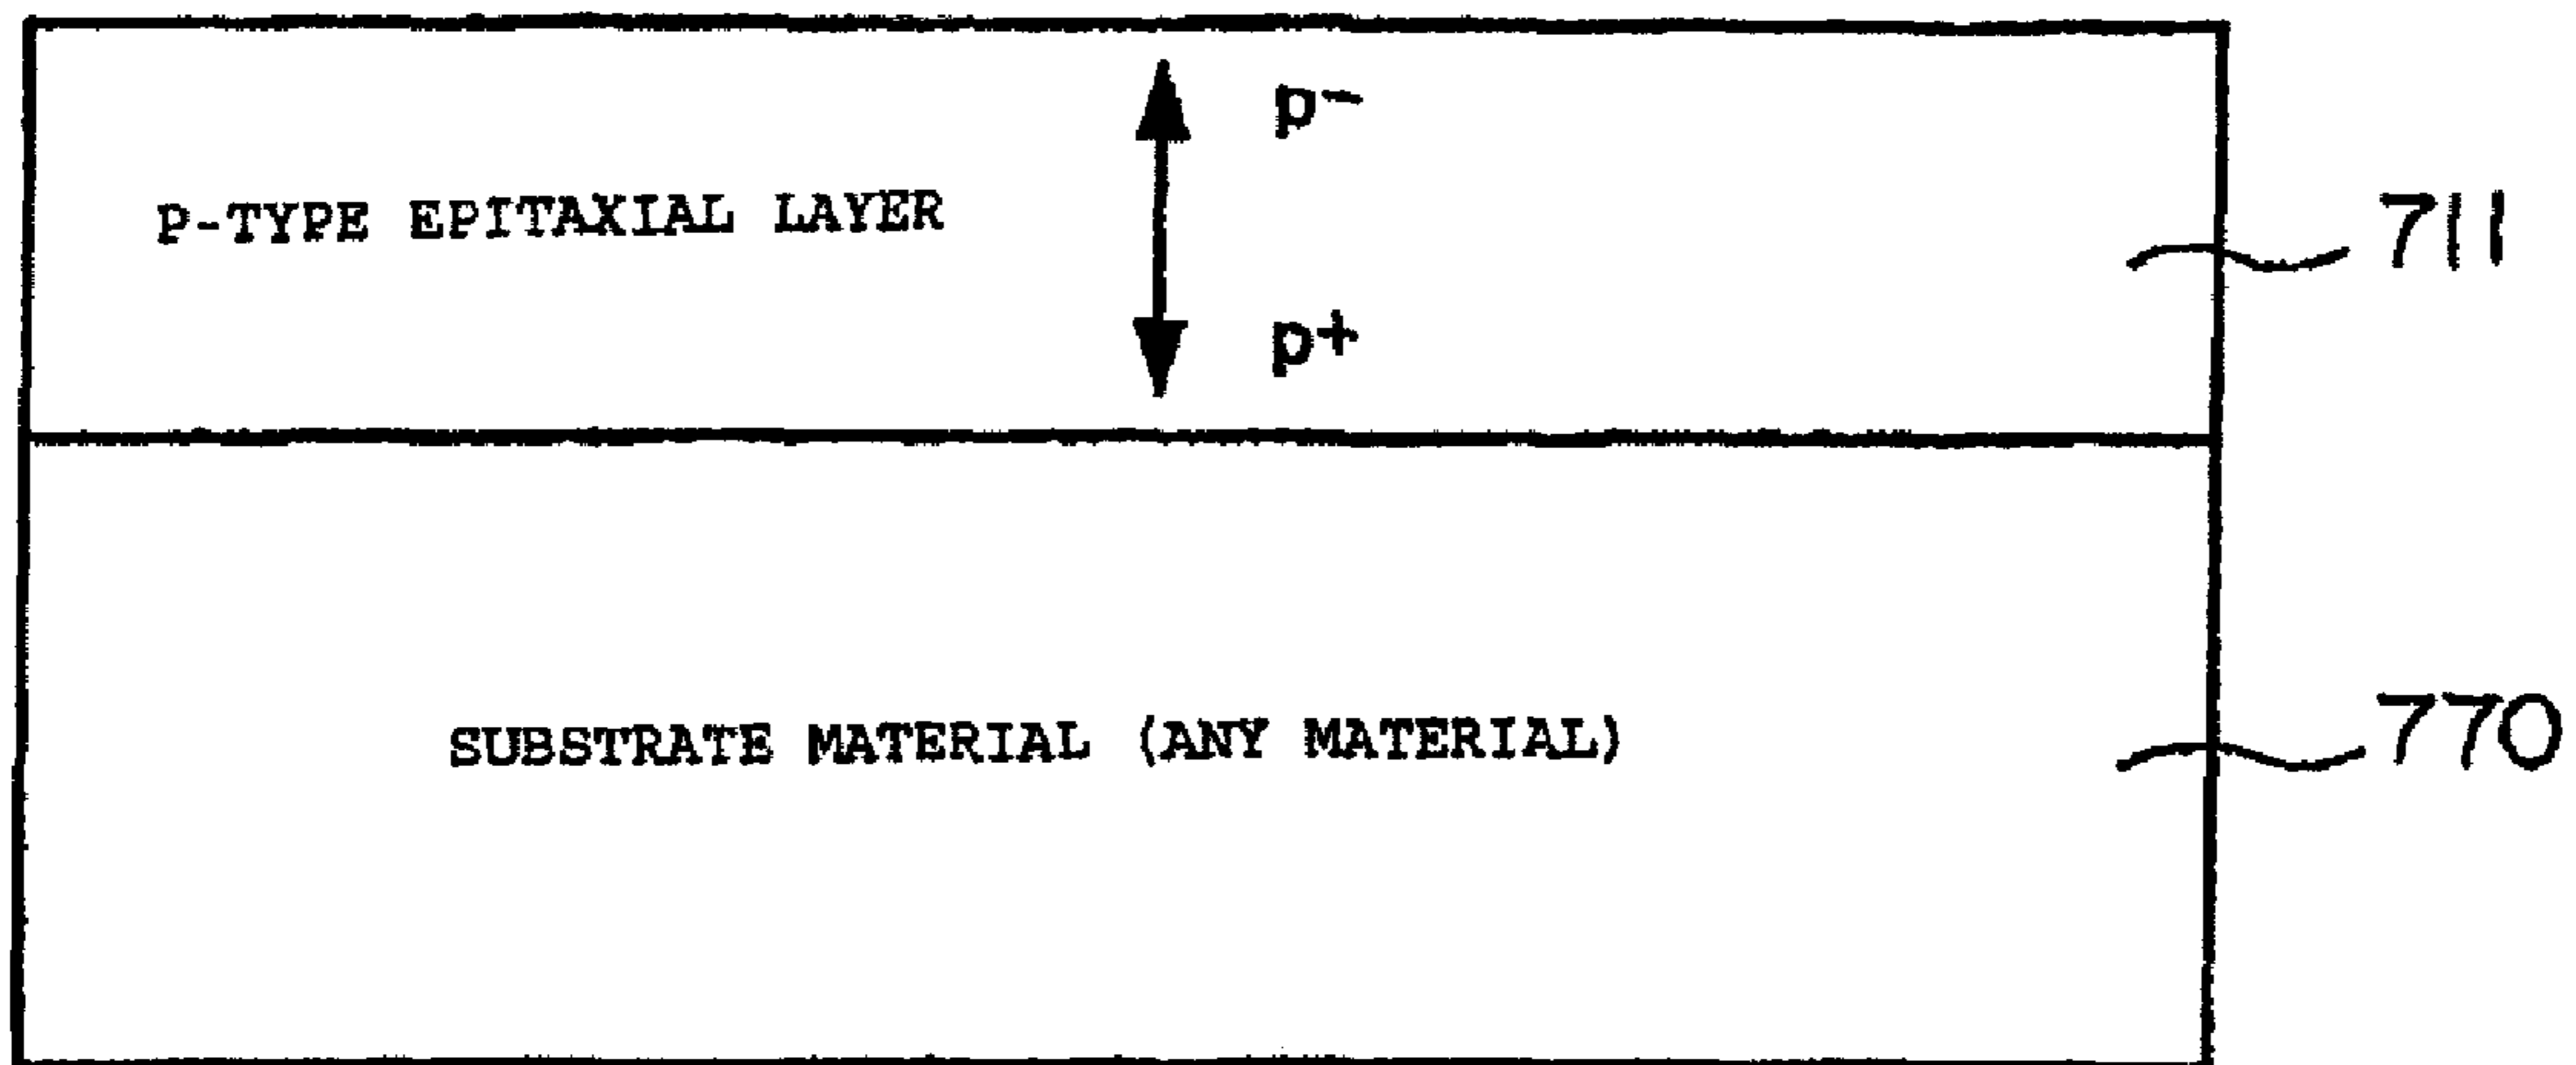 p-
P-TYPE EPITAXIAL LAYER
711
p+
SUBSTRATE MATERIAL (ANY MATERIAL)
770